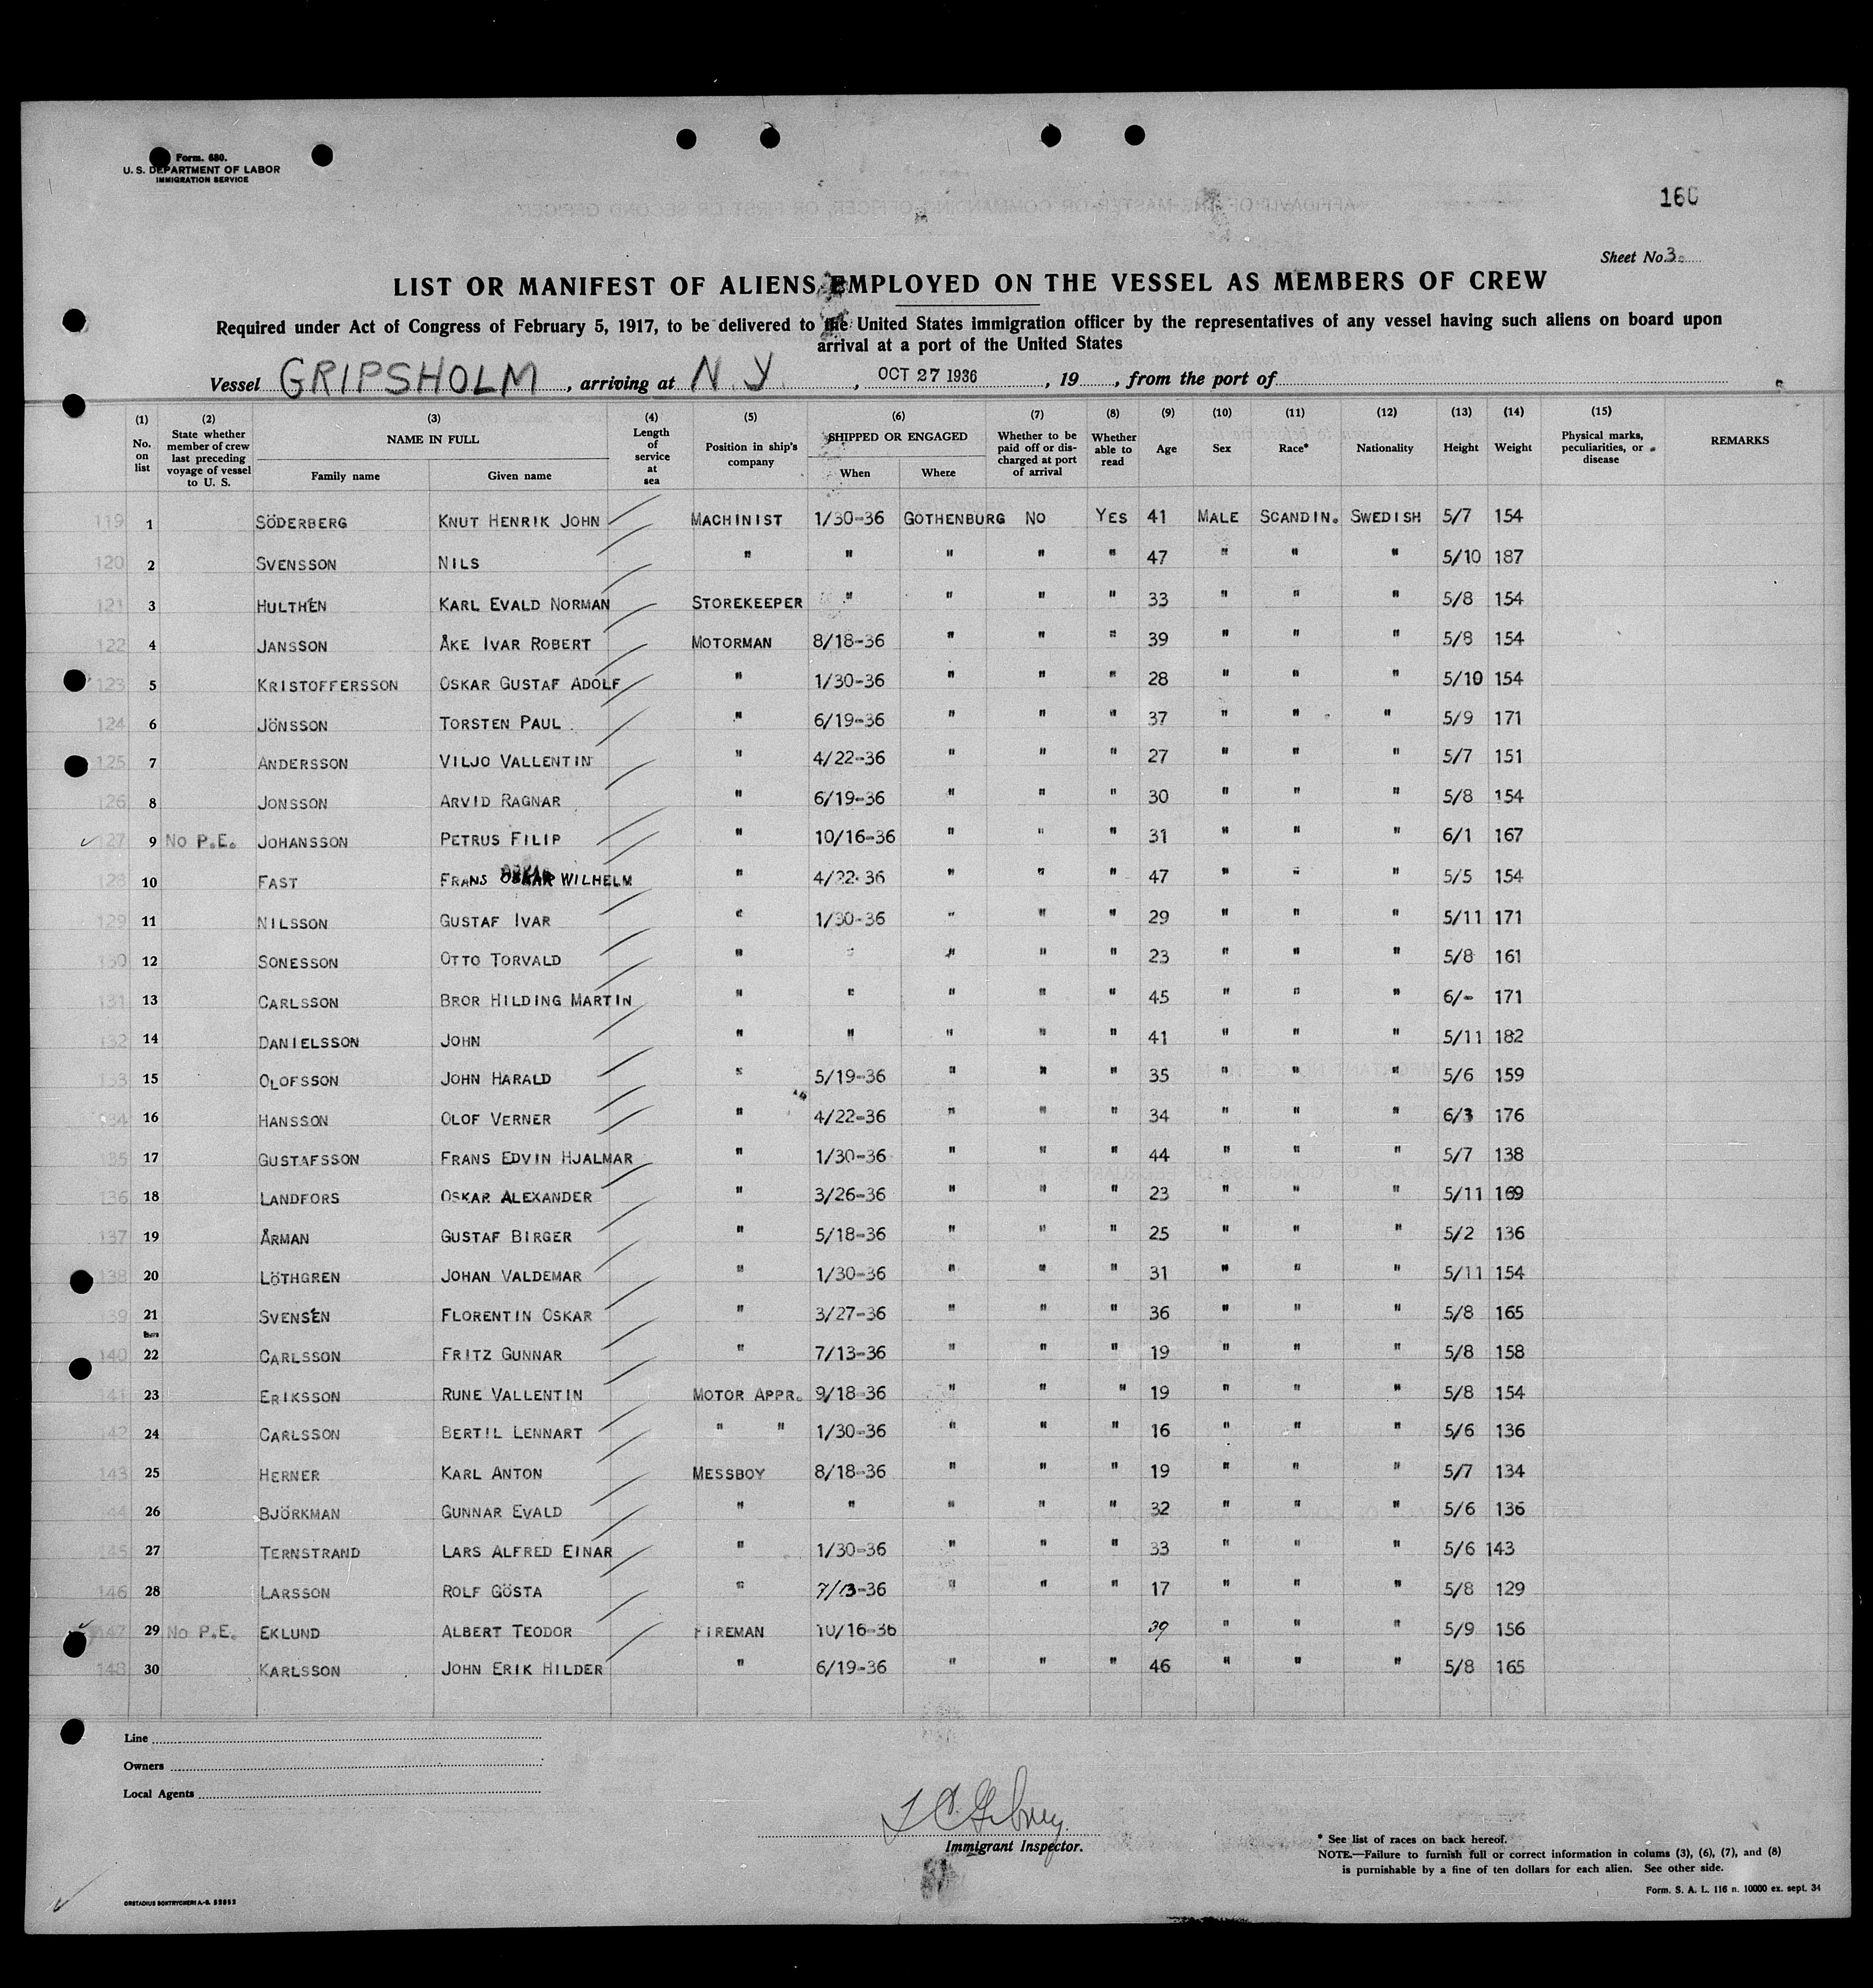 Form. 680.
U. S. DEPARTMENT OF LABOR
IMMIGRATION SERVICE
160
Sheet No. 3
LIST OR MANIFEST OF ALIENS EMPLOYED ON THE VESSEL AS MEMBERS OF CREW
Required under Act of Congress of February 5, 1917, to be delivered to the United States immigration officer by the representatives of any vessel having such aliens on board upon
arrival at a port of the United States
Vessel GRIPSHOLM, arriving at N.Y., OCT 27 1936, 19, from the port of
(1) No. on list (2) State whether member of crew last preceding voyage of vessel to U. S. (3) NAME IN FULL Family name Given name (4) Length of service at sea (5) Position in ship's company (6) SHIPPED OR ENGAGED When Where (7) Whether to be paid off or discharged at port of arrival (8) Whether able to read (9) Age (10) Sex (11) Race* (12) Nationality (13) Height (14) Weight (15) Physical marks, peculiarities, or disease REMARKS
119 1 SÖDERBERG KNUT HENRIK JOHN MACHINIST 1/30-36 GOTHENBURG NO YES 41 MALE SCANDIN. SWEDISH 5/7 154
120 2 SVENSSON NILS " " " " " 47 " " " 5/10 187
121 3 HULTHÉN KARL EVALD NORMAN STOREKEEPER " " " " 33 " " " 5/8 154
122 4 JANSSON ÅKE IVAR ROBERT MOTORMAN 8/18-36 " " " 39 " " " 5/8 154
123 5 KRISTOFFERSSON OSKAR GUSTAF ADOLF " 1/30-36 " " " 28 " " " 5/10 154
124 6 JÖNSSON TORSTEN PAUL " 6/19-36 " " " 37 " " " 5/9 171
125 7 ANDERSSON VILJO VALLENTIN " 4/22-36 " " " 27 " " " 5/7 151
126 8 JONSSON ARVID RAGNAR " 6/19-36 " " " 30 " " " 5/8 154
127 9 NO P.E. JOHANSSON PETRUS FILIP " 10/16-36 " " " 31 " " " 6/1 167
128 10 FAST FRANS OSKAR WILHELM " 4/22-36 " " " 47 " " " 5/5 154
129 11 NILSSON GUSTAF IVAR " 1/30-36 " " " 29 " " " 5/11 171
130 12 SONESSON OTTO TORVALD " " " " " 23 " " " 5/8 161
131 13 CARLSSON BROR HILDING MARTIN " " " " " 45 " " " 6/- 171
132 14 DANIELSSON JOHN " " " " " 41 " " " 5/11 182
133 15 OLOFSSON JOHN HARALD " 5/19-36 " " " 35 " " " 5/6 159
134 16 HANSSON OLOF VERNER " 4/22-36 " " " 34 " " " 6/3 176
135 17 GUSTAFSSON FRANS EDVIN HJALMAR " 1/30-36 " " " 44 " " " 5/7 138
136 18 LANDFORS OSKAR ALEXANDER " 3/26-36 " " " 23 " " " 5/11 169
137 19 ÅRMAN GUSTAF BIRGER " 5/18-36 " " " 25 " " " 5/2 136
138 20 LÖTHGREN JOHAN VALDEMAR " 1/30-36 " " " 31 " " " 5/11 154
139 21 SVENSÉN FLORENTIN OSKAR " 3/27-36 " " " 36 " " " 5/8 165
140 22 CARLSSON FRITZ GUNNAR " 7/13-36 " " " 19 " " " 5/8 158
141 23 ERIKSSON RUNE VALLENTIN MOTOR APPR. 9/18-36 " " " 19 " " " 5/8 154
142 24 CARLSSON BERTIL LENNART " " 1/30-36 " " " 16 " " " 5/6 136
143 25 HERNER KARL ANTON MESSBOY 8/18-36 " " " 19 " " " 5/7 134
144 26 BJÖRKMAN GUNNAR EVALD " " " " " 32 " " " 5/6 136
145 27 TERNSTRAND LARS ALFRED EINAR " 1/30-36 " " " 33 " " " 5/6 143
146 28 LARSSON ROLF GÖSTA " 7/13-36 " " " 17 " " " 5/8 129
147 29 NO P.E. EKLUND ALBERT TEODOR FIREMAN 10/16-36 39 " " " 5/9 156
148 30 KARLSSON JOHN ERIK HILDER " 6/19-36 " " " 46 " " " 5/8 165
Line
Owners
Local Agents
Immigrant Inspector.
* See list of races on back hereof.
NOTE.—Failure to furnish full or correct information in colums (3), (6), (7), and (8)
is purnishable by a fine of ten dollars for each alien. See other side.
Form. S. A. L. 116 n. 10000 ex. sept. 34